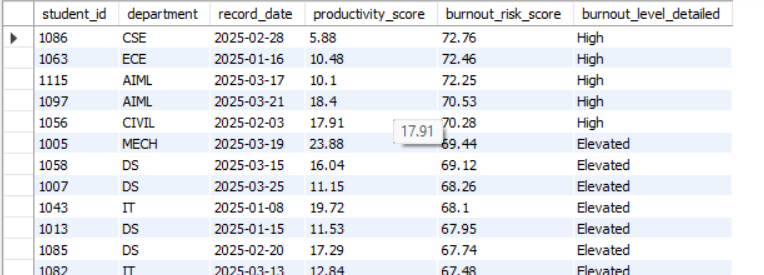 student_id department record_date productivity_score burnout_risk_score burnout_level_detailed
1086 CSE 2025-02-28 5.88 72.76 High
1063 ECE 2025-01-16 10.48 72.46 High
1115 AIML 2025-03-17 10.1 72.25 High
1097 AIML 2025-03-21 18.4 70.53 High
1056 CIVIL 2025-02-03 17.91 70.28 High
17.91
1005 MECH 2025-03-19 23.88 69.44 Elevated
1058 DS 2025-03-15 16.04 69.12 Elevated
1007 DS 2025-03-25 11.15 68.26 Elevated
1043 IT 2025-01-08 19.72 68.1 Elevated
1013 DS 2025-01-15 11.53 67.95 Elevated
1085 DS 2025-02-20 17.29 67.74 Elevated
1082 IT 2025-03-13 12.84 67.48 Elevated